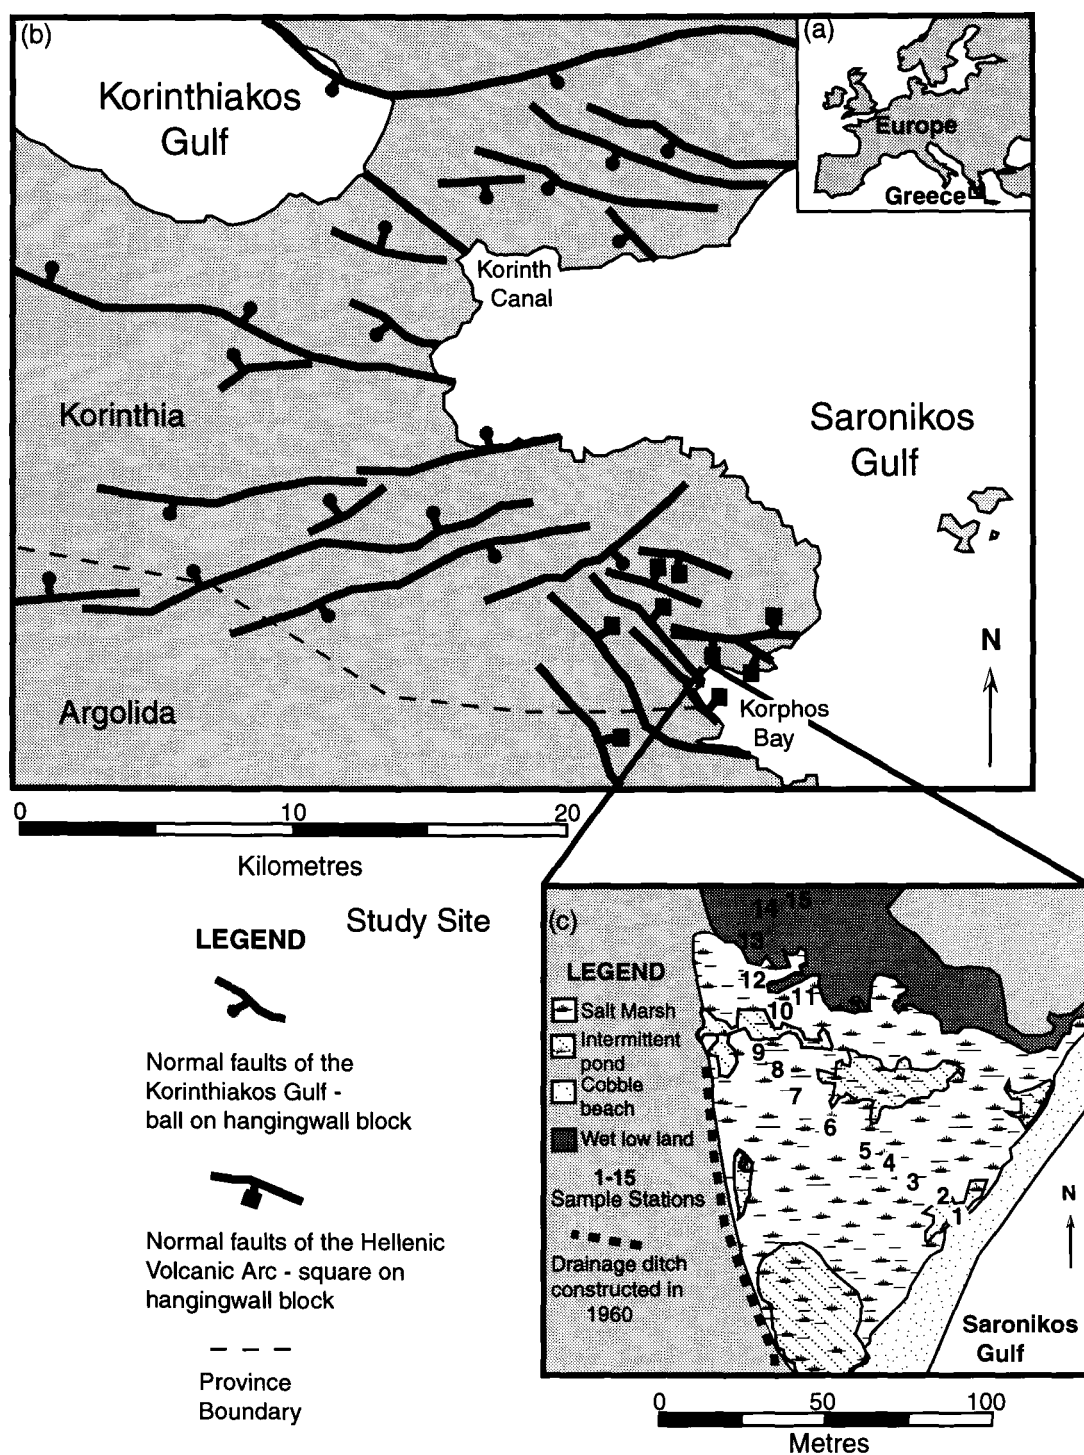 (b)
(a)
Korinthiakos
Gulf
Europe
Greece
Korinth
Canal
Korinthia
Saronikos
Gulf
N
Argolida
Korphos
Bay
0 10 20
Kilometres
Study Site
LEGEND
Normal faults of the
Korinthiakos Gulf -
ball on hangingwall block
Normal faults of the Hellenic
Volcanic Arc - square on
hangingwall block
Province
Boundary
(c)
LEGEND
Salt Marsh
Intermittent
pond
Cobble
beach
Wet low land
1-15
Sample Stations
Drainage ditch
constructed in
1960
15
14
13
12
11
10
9
8
7
6
5
4
3
2
1
N
Saronikos
Gulf
0 50 100
Metres